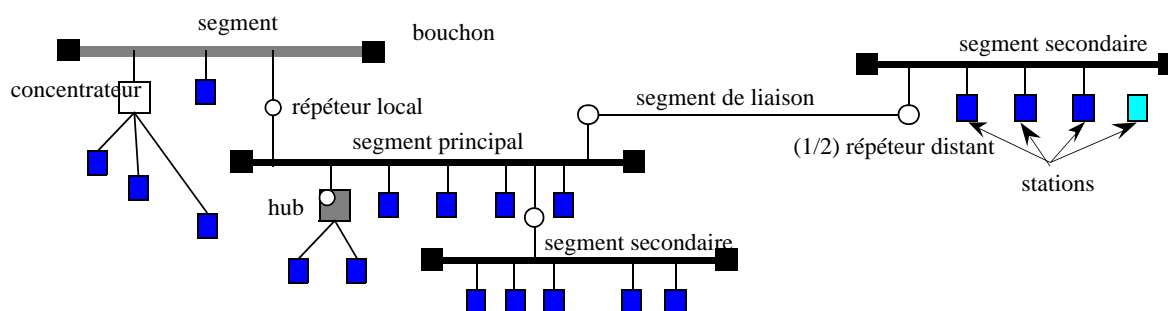 segment
bouchon
segment secondaire
concentrateur
répéteur local
segment de liaison
segment principal
(1/2) répéteur distant
stations
hub
segment secondaire